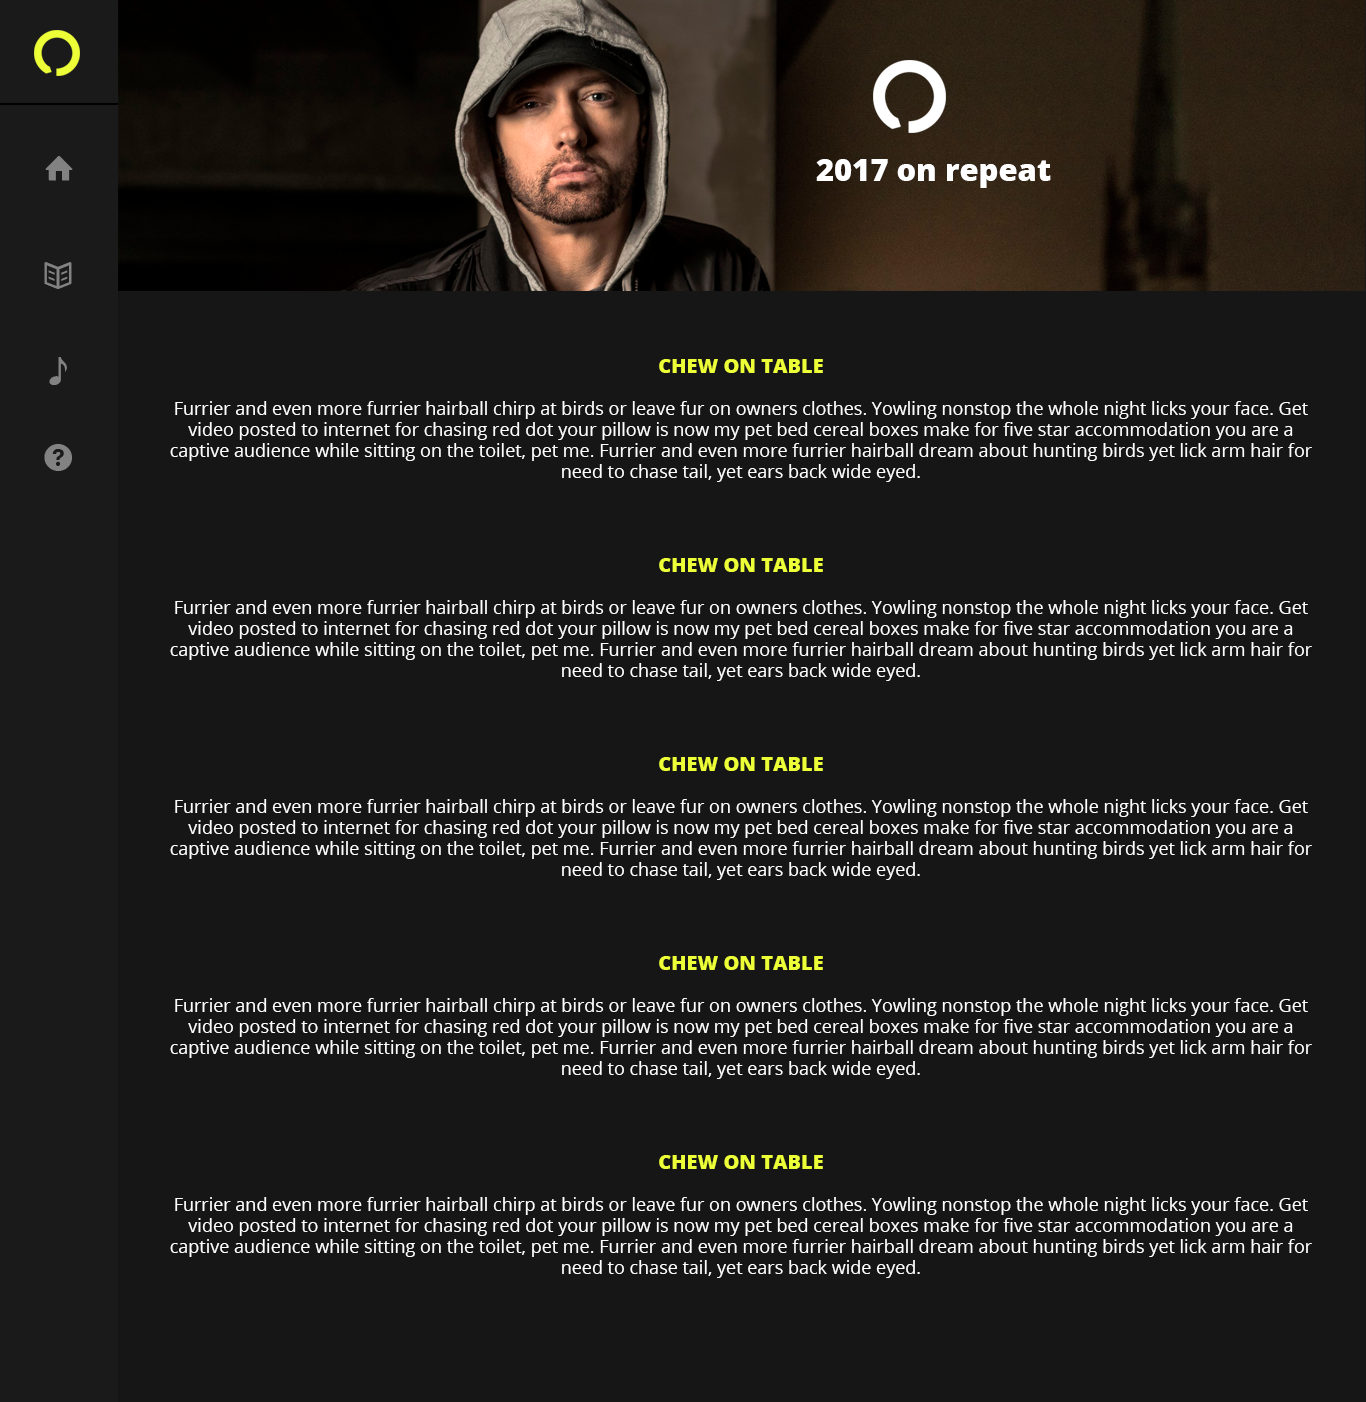 2017 on repeat
CHEW ON TABLE
Furrier and even more furrier hairball chirp at birds or leave fur on owners clothes. Yowling nonstop the whole night licks your face. Get
video posted to internet for chasing red dot your pillow is now my pet bed cereal boxes make for five star accommodation you are a
captive audience while sitting on the toilet, pet me. Furrier and even more furrier hairball dream about hunting birds yet lick arm hair for
need to chase tail, yet ears back wide eyed.
CHEW ON TABLE
Furrier and even more furrier hairball chirp at birds or leave fur on owners clothes. Yowling nonstop the whole night licks your face. Get
video posted to internet for chasing red dot your pillow is now my pet bed cereal boxes make for five star accommodation you are a
captive audience while sitting on the toilet, pet me. Furrier and even more furrier hairball dream about hunting birds yet lick arm hair for
need to chase tail, yet ears back wide eyed.
CHEW ON TABLE
Furrier and even more furrier hairball chirp at birds or leave fur on owners clothes. Yowling nonstop the whole night licks your face. Get
video posted to internet for chasing red dot your pillow is now my pet bed cereal boxes make for five star accommodation you are a
captive audience while sitting on the toilet, pet me. Furrier and even more furrier hairball dream about hunting birds yet lick arm hair for
need to chase tail, yet ears back wide eyed.
CHEW ON TABLE
Furrier and even more furrier hairball chirp at birds or leave fur on owners clothes. Yowling nonstop the whole night licks your face. Get
video posted to internet for chasing red dot your pillow is now my pet bed cereal boxes make for five star accommodation you are a
captive audience while sitting on the toilet, pet me. Furrier and even more furrier hairball dream about hunting birds yet lick arm hair for
need to chase tail, yet ears back wide eyed.
CHEW ON TABLE
Furrier and even more furrier hairball chirp at birds or leave fur on owners clothes. Yowling nonstop the whole night licks your face. Get
video posted to internet for chasing red dot your pillow is now my pet bed cereal boxes make for five star accommodation you are a
captive audience while sitting on the toilet, pet me. Furrier and even more furrier hairball dream about hunting birds yet lick arm hair for
need to chase tail, yet ears back wide eyed.